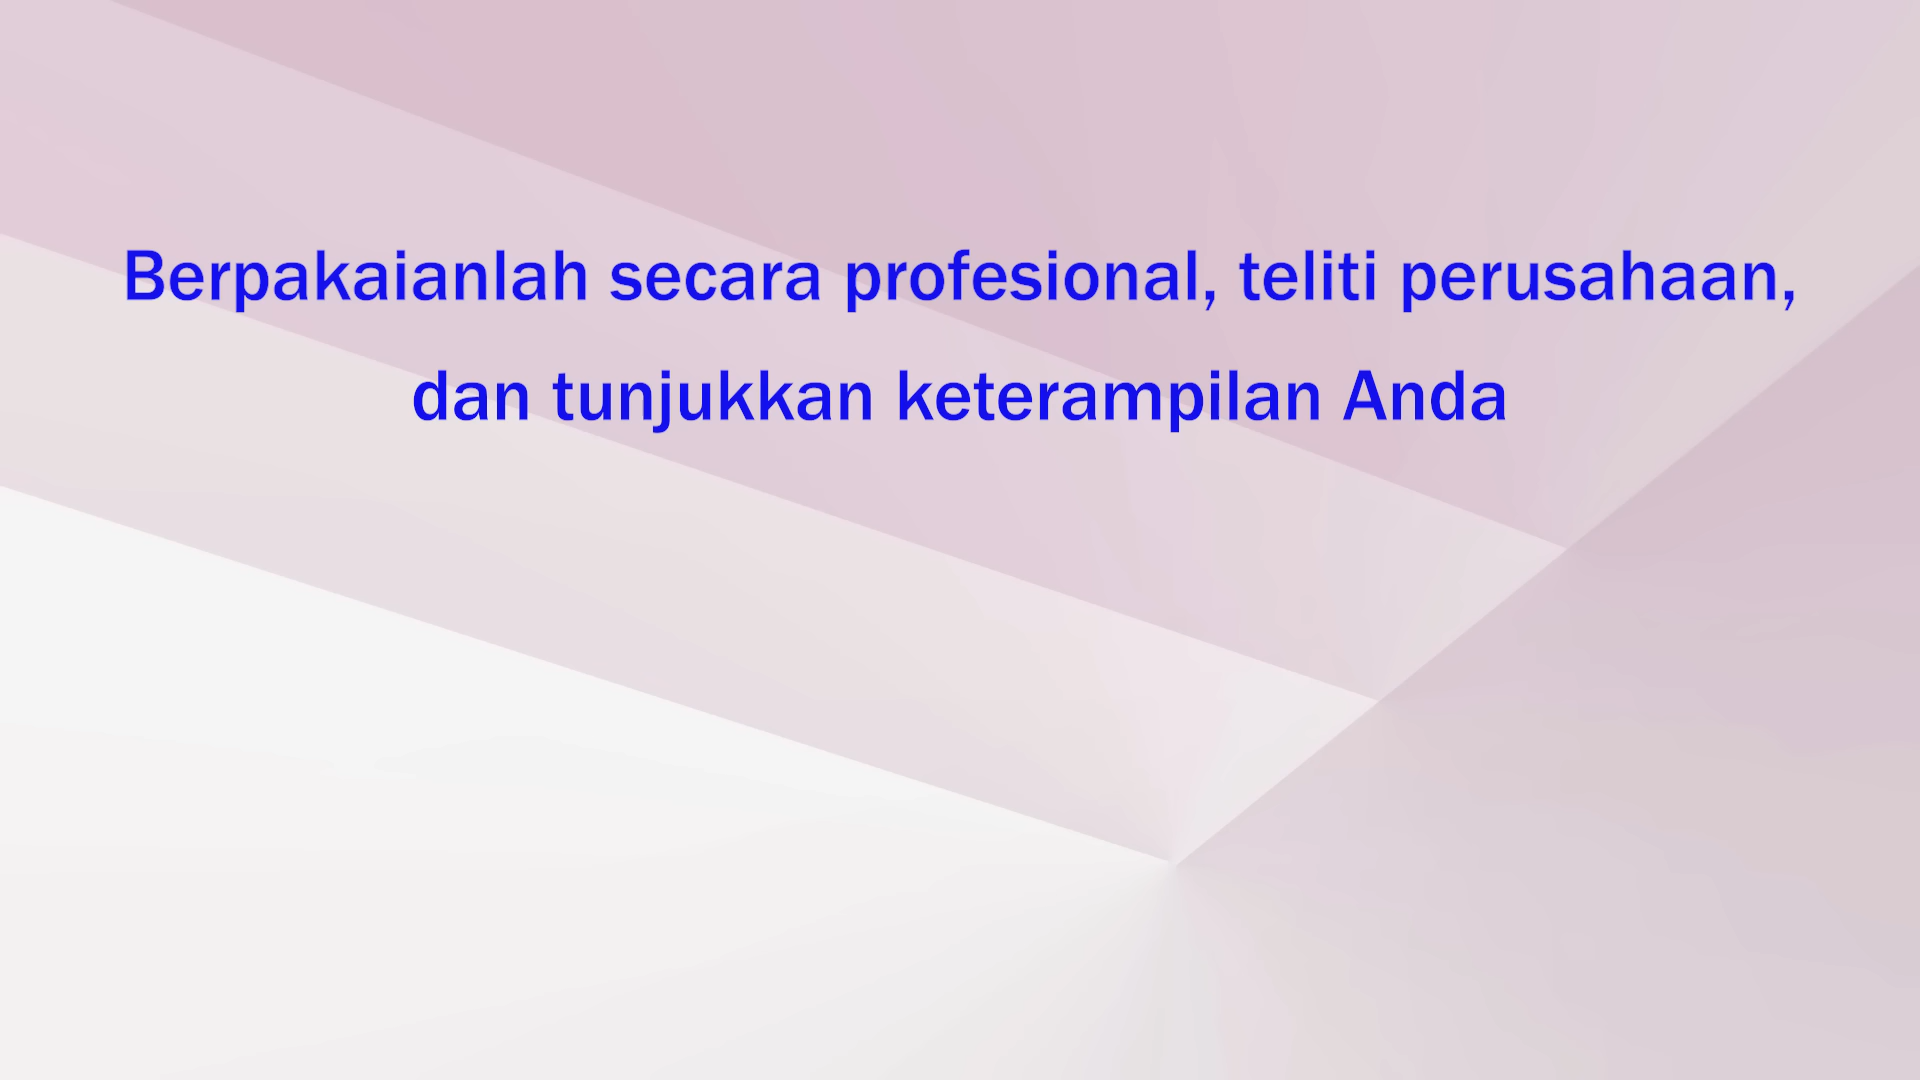 Berpakaianlah secara profesional, teliti perusahaan,
dan tunjukkan keterampilan Anda